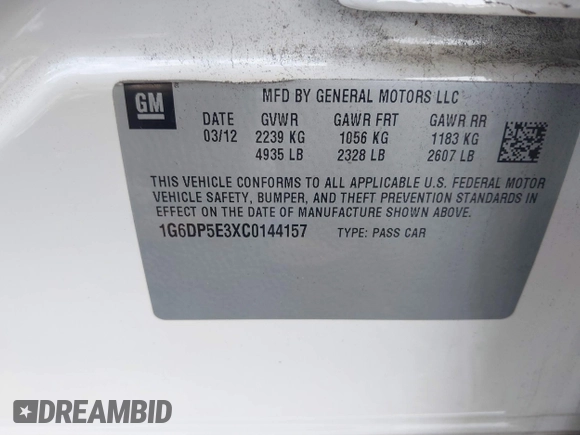 GM
MFD BY GENERAL MOTORS LLC
DATE GVWR GAWR FRT GAWR RR
03/12 2239 KG 1056 KG 1183 KG
4935 LB 2328 LB 2607 LB
THIS VEHICLE CONFORMS TO ALL APPLICABLE U.S. FEDERAL MOTOR
VEHICLE SAFETY, BUMPER, AND THEFT PREVENTION STANDARDS IN
EFFECT ON THE DATE OF MANUFACTURE SHOWN ABOVE.
1G6DP5E3XC0144157 TYPE: PASS CAR
DREAMBID